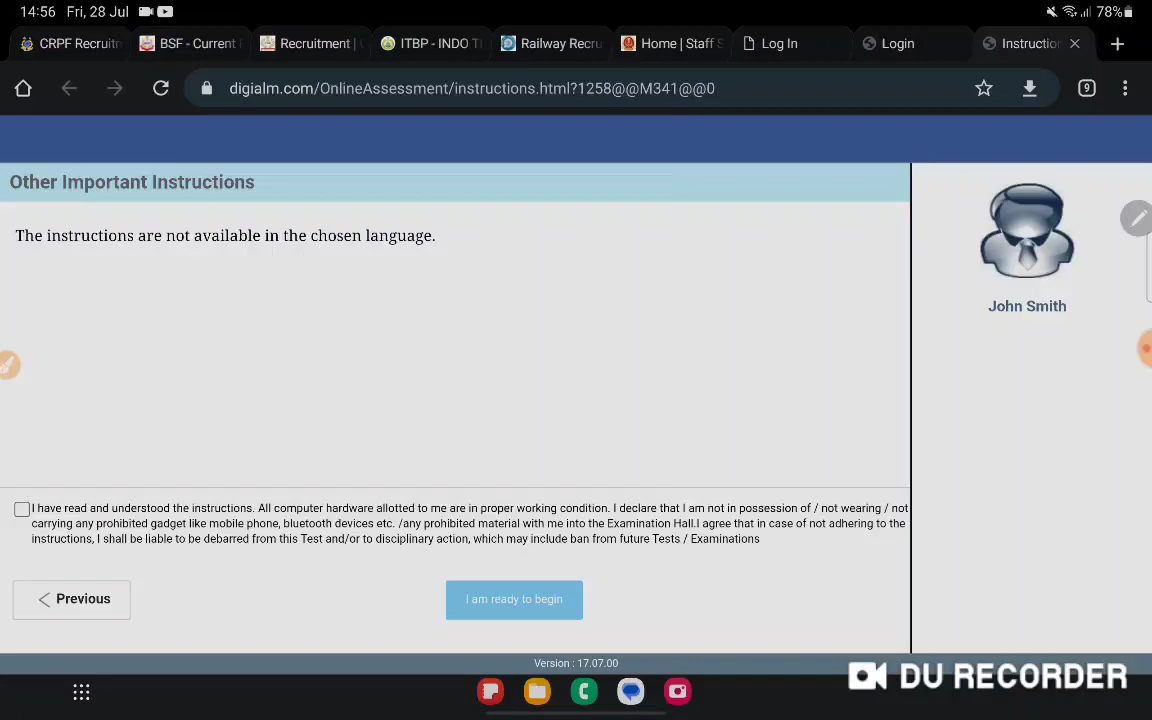 14:56 Fri, 28 Jul 78%
CRPF Recruitm BSF - Current Recruitment | ITBP - INDO T Railway Recru Home | Staff S Log In Login Instructio
digialm.com/OnlineAssessment/instructions.html?1258@@M341@@0 9
Other Important Instructions
The instructions are not available in the chosen language.
John Smith
I have read and understood the instructions. All computer hardware allotted to me are in proper working condition. I declare that I am not in possession of / not wearing / not
carrying any prohibited gadget like mobile phone, bluetooth devices etc. /any prohibited material with me into the Examination Hall.I agree that in case of not adhering to the
instructions, I shall be liable to be debarred from this Test and/or to disciplinary action, which may include ban from future Tests / Examinations
Previous I am ready to begin
Version : 17.07.00
DU RECORDER